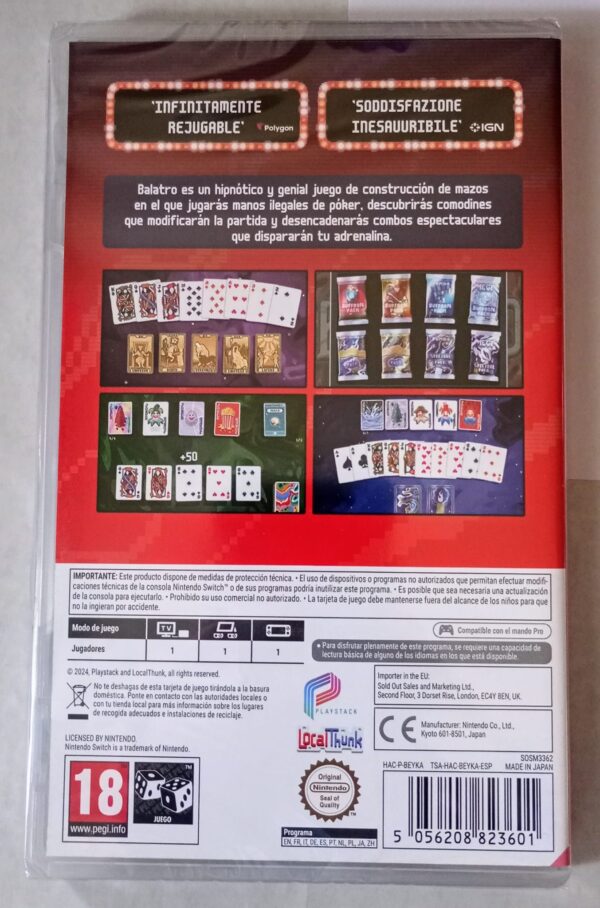 'INFINITAMENTE
REJUGABLE' Polygon
'SODDISFAZIONE
INESAUURIBILE' IGN
Balatro es un hipnótico y genial juego de construcción de mazos
en el que jugarás manos ilegales de póker, descubrirás comodines
que modificarán la partida y desencadenarás combos espectaculares
que dispararán tu adrenalina.
+50
IMPORTANTE: Este producto dispone de medidas de protección técnica. • El uso de dispositivos o programas no autorizados que permitan efectuar modifi-
caciones técnicas de la consola Nintendo Switch™ o de sus programas podría inutilizar este programa. • Es posible que sea necesaria una actualización
de la consola para ejecutarlo. • Prohibido su uso comercial no autorizado. • La tarjeta de juego debe mantenerse fuera del alcance de los niños para que
no la ingieran por accidente.
Modo de juego TV
Jugadores 1 1 1
Compatible con el mando Pro
• Para disfrutar plenamente de este programa, se requiere una capacidad de
lectura básica de alguno de los idiomas en los que está disponible.
© 2024, Playstack and LocalThunk, all rights reserved.
No te deshagas de esta tarjeta de juego tirándola a la basura
doméstica. Ponte en contacto con las autoridades locales o
con tu tienda local para más información sobre los lugares
de recogida adecuados e instalaciones de reciclaje.
LICENSED BY NINTENDO.
Nintendo Switch is a trademark of Nintendo.
PLAYSTACK
LocalThunk
Importer in the EU:
Sold Out Sales and Marketing Ltd.,
Second Floor, 3 Dorset Rise, London, EC4Y 8EN, UK.
CE
Manufacturer: Nintendo Co., Ltd.,
Kyoto 601-8501, Japan
SOSM3362
HAC-P-BEYKA TSA-HAC-BEYKA-ESP MADE IN JAPAN
18
www.pegi.info
JUEGO
Original
Nintendo
Seal of
Quality
Programa
EN, FR, IT, DE, ES, PT, NL, PL, JA, ZH
5 056208 823601